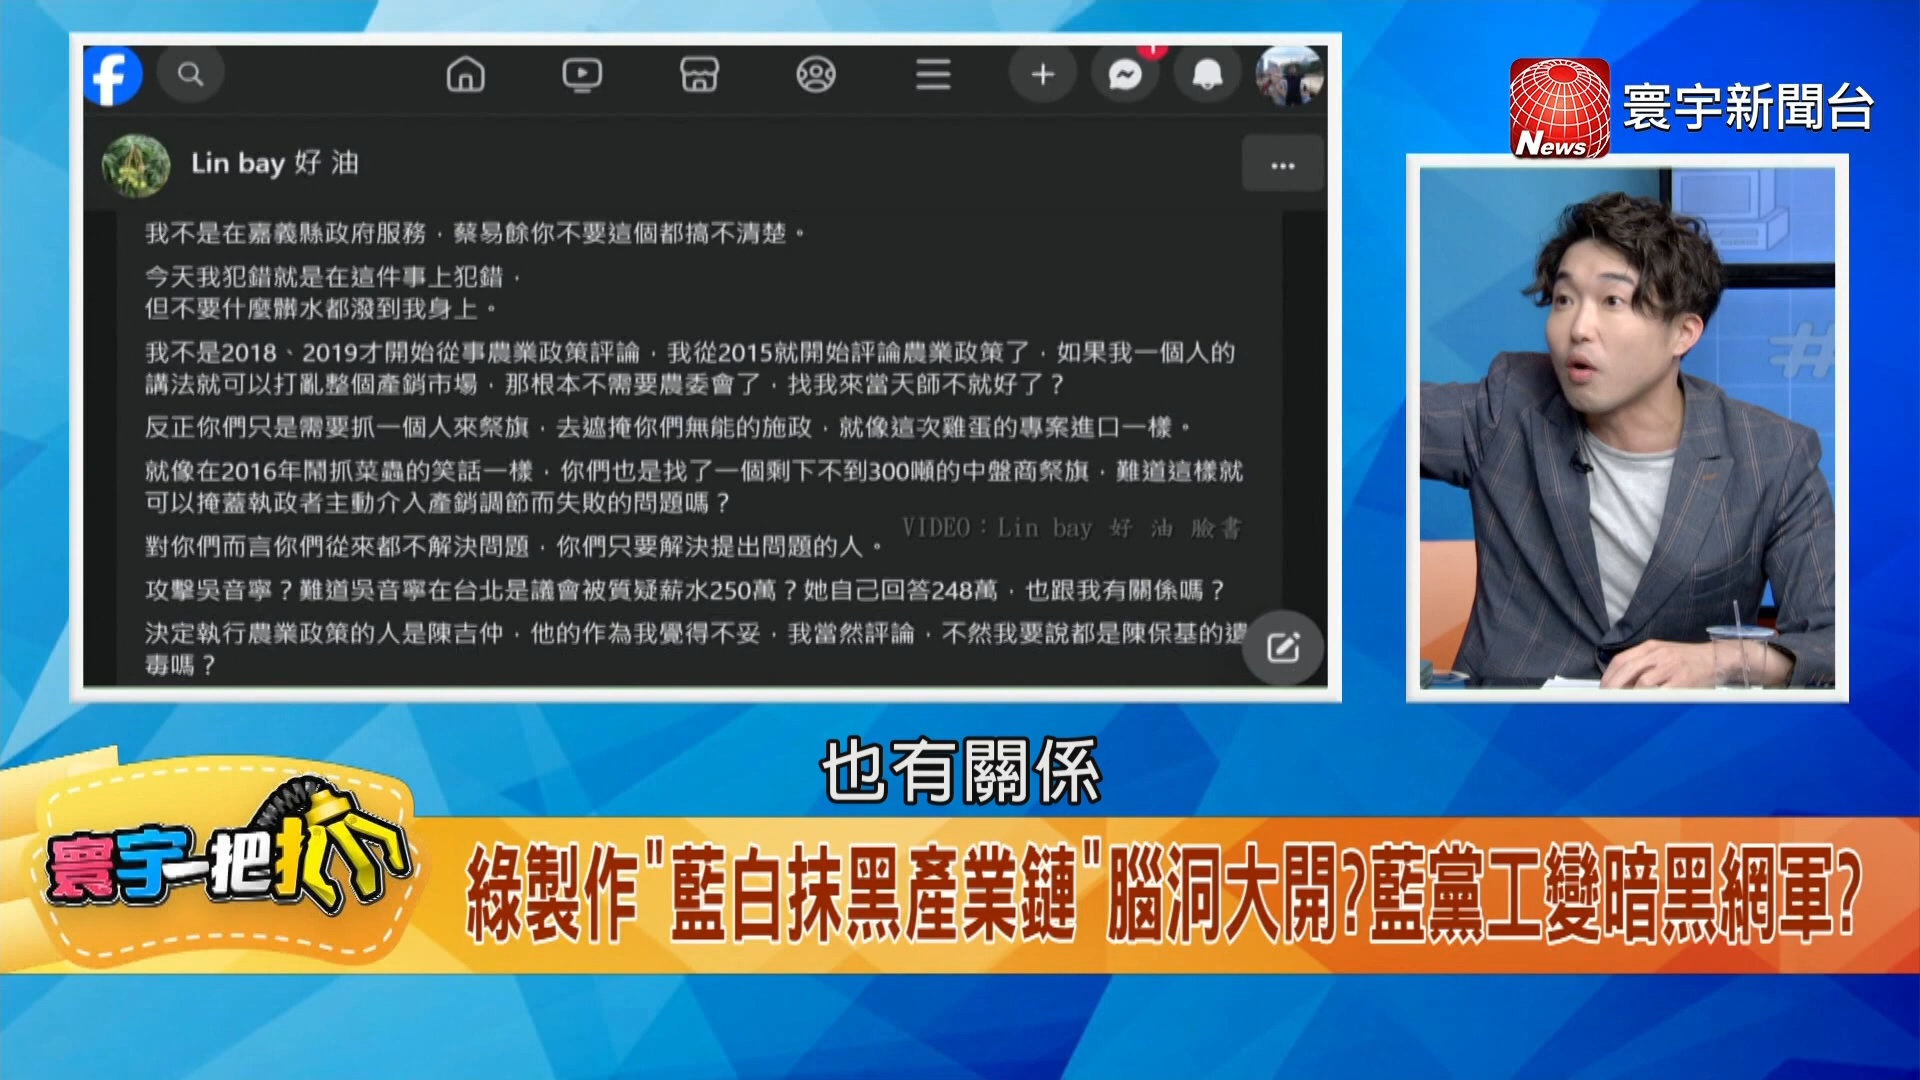 寰宇新聞台
News
Lin bay 好 油
我不是在嘉義縣政府服務，蔡易餘你不要這個都搞不清楚。
今天我犯錯就是在這件事上犯錯，
但不要什麼髒水都潑到我身上。
我不是2018、2019才開始從事農業政策評論，我從2015就開始評論農業政策了，如果我一個人的
講法就可以打亂整個產銷市場，那根本不需要農委會了，找我來當天師不就好了？
反正你們只是需要抓一個人來祭旗，去遮掩你們無能的施政，就像這次雞蛋的專案進口一樣。
就像在2016年鬧抓菜蟲的笑話一樣，你們也是找了一個剩下不到300噸的中盤商祭旗，難道這樣就
可以掩蓋執政者主動介入產銷調節而失敗的問題嗎？
VIDEO：Lin bay 好 油 臉書
對你們而言你們從來都不解決問題，你們只要解決提出問題的人。
攻擊吳音寧？難道吳音寧在台北是議會被質疑薪水250萬？她自己回答248萬，也跟我有關係嗎？
決定執行農業政策的人是陳吉仲，他的作為我覺得不妥，我當然評論，不然我要說都是陳保基的遺
毒嗎？
也有關係
寰宇一把抓
綠製作"藍白抹黑產業鏈"腦洞大開?藍黨工變暗黑網軍?